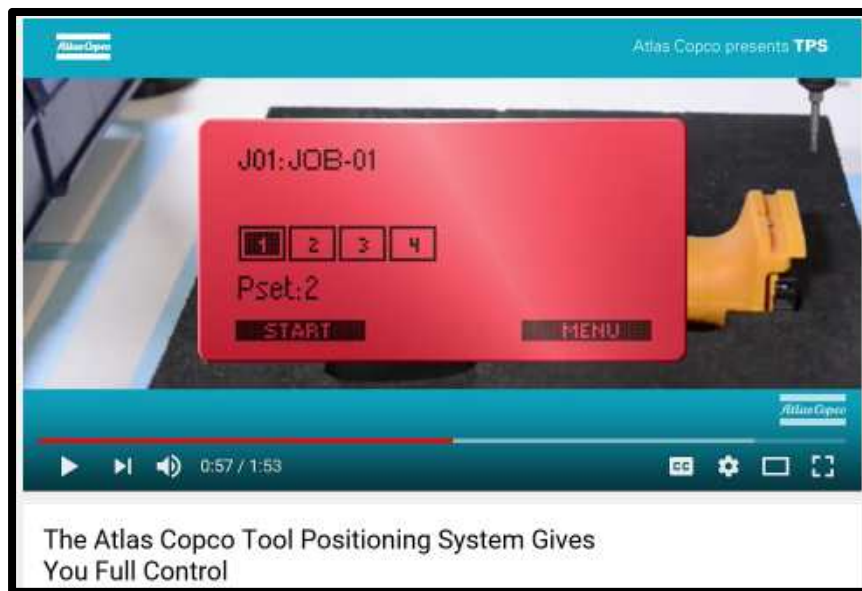 Atlas Copco
Atlas Copco presents TPS
J01:JOB-01
1 2 3 4
Pset:2
START MENU
Atlas Copco
0:57 / 1:53
CC
The Atlas Copco Tool Positioning System Gives
You Full Control